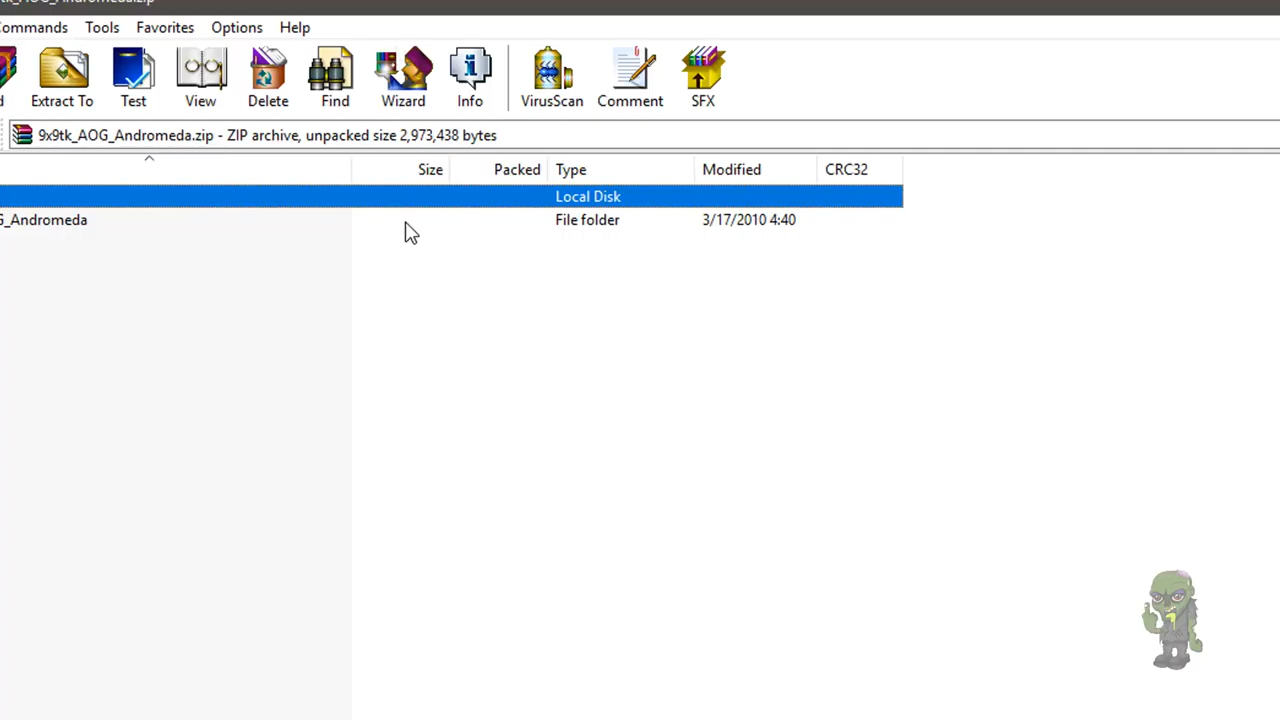 Commands Tools Favorites Options Help
Extract To Test View Delete Find Wizard Info VirusScan Comment SFX
9x9tk_AOG_Andromeda.zip - ZIP archive, unpacked size 2,973,438 bytes
Size Packed Type Modified CRC32
Local Disk
G_Andromeda File folder 3/17/2010 4:40